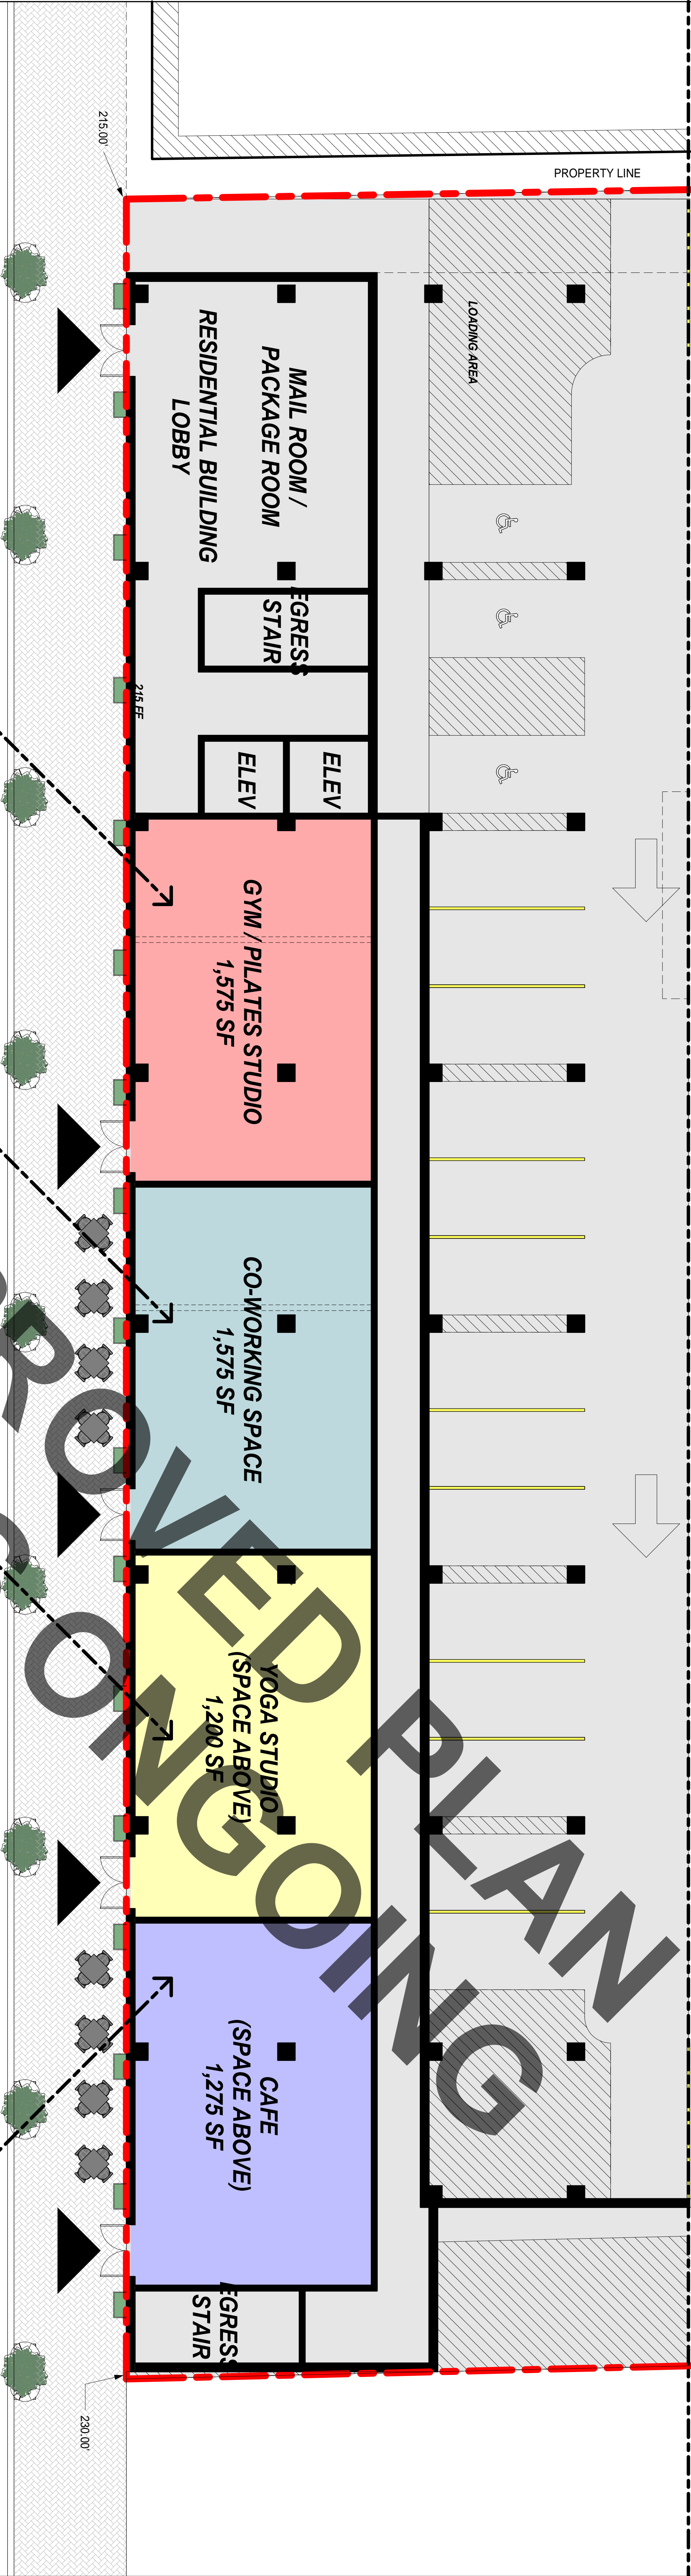 215.00'
PROPERTY LINE
LOADING AREA
MAIL ROOM /
PACKAGE ROOM
RESIDENTIAL BUILDING
LOBBY
EGRESS
STAIR
215 FF
ELEV
ELEV
GYM / PILATES STUDIO
1,575 SF
CO-WORKING SPACE
1,575 SF
YOGA STUDIO
(SPACE ABOVE)
1,200 SF
CAFE
(SPACE ABOVE)
1,275 SF
EGRESS
STAIR
230.00'
ROVED PLAN
ONGOING